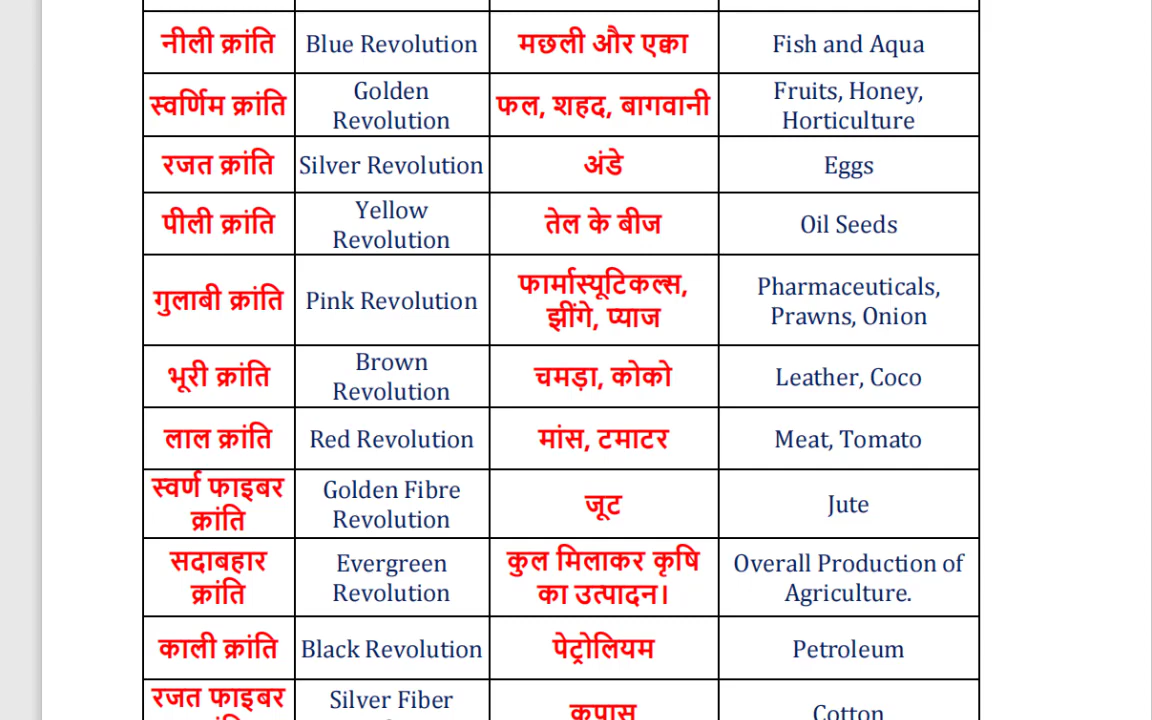 नीली क्रांति
Blue Revolution
मछली और एक्वा
Fish and Aqua
स्वर्णिम क्रांति
Golden
Revolution
फल, शहद, बागवानी
Fruits, Honey,
Horticulture
रजत क्रांति
Silver Revolution
अंडे
Eggs
पीली क्रांति
Yellow
Revolution
तेल के बीज
Oil Seeds
गुलाबी क्रांति
Pink Revolution
फार्मास्यूटिकल्स,
झींगे, प्याज
Pharmaceuticals,
Prawns, Onion
भूरी क्रांति
Brown
Revolution
चमड़ा, कोको
Leather, Coco
लाल क्रांति
Red Revolution
मांस, टमाटर
Meat, Tomato
स्वर्ण फाइबर
क्रांति
Golden Fibre
Revolution
जूट
Jute
सदाबहार
क्रांति
Evergreen
Revolution
कुल मिलाकर कृषि
का उत्पादन।
Overall Production of
Agriculture.
काली क्रांति
Black Revolution
पेट्रोलियम
Petroleum
रजत फाइबर
Silver Fiber
कपास
Cotton